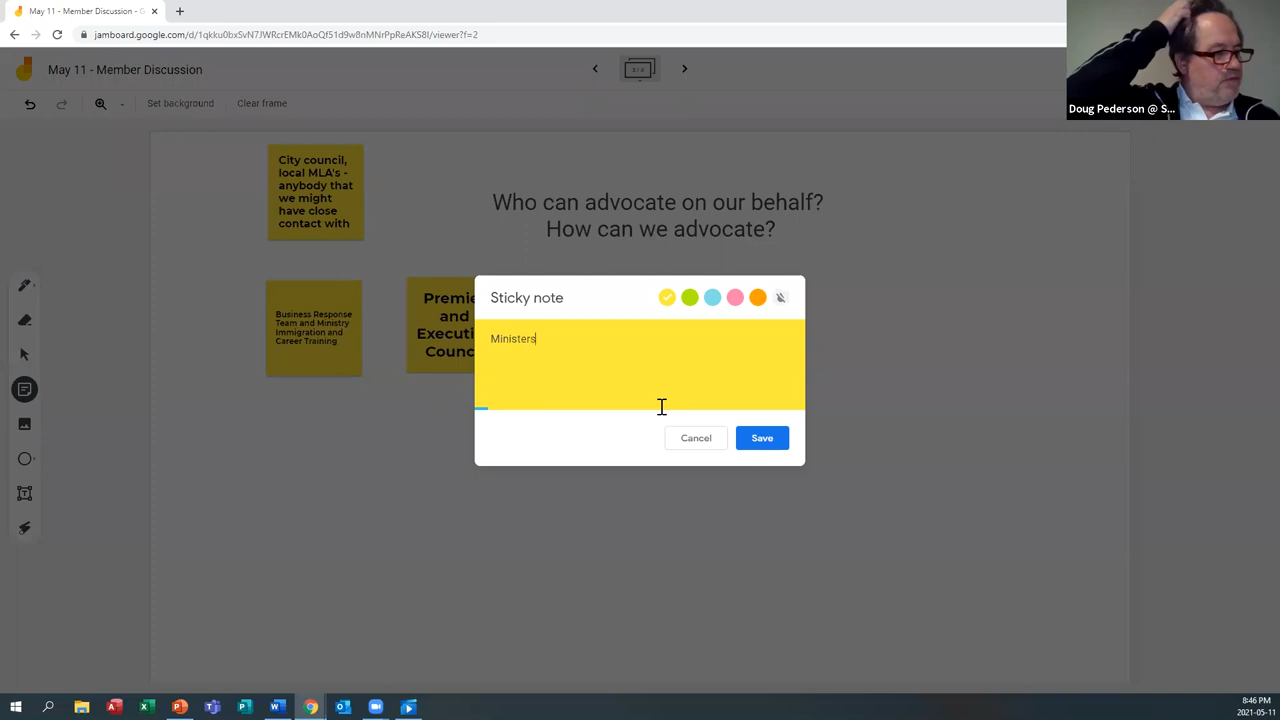 May 11 - Member Discussion - G
jamboard.google.com/d/1qkku0bxSvN7JWRcrEMk0AoQf51d9w8nMNrPpReAKS8I/viewer?f=2
May 11 - Member Discussion
3/4
Set background
Clear frame
Doug Pederson @ S...
City council,
local MLA's -
anybody that
we might
have close
contact with
Who can advocate on our behalf?
How can we advocate?
Business Response
Team and Ministry
Immigration and
Career Training
Premie
and
Executi
Counc
Sticky note
Ministers
Cancel
Save
8:46 PM
2021-05-11